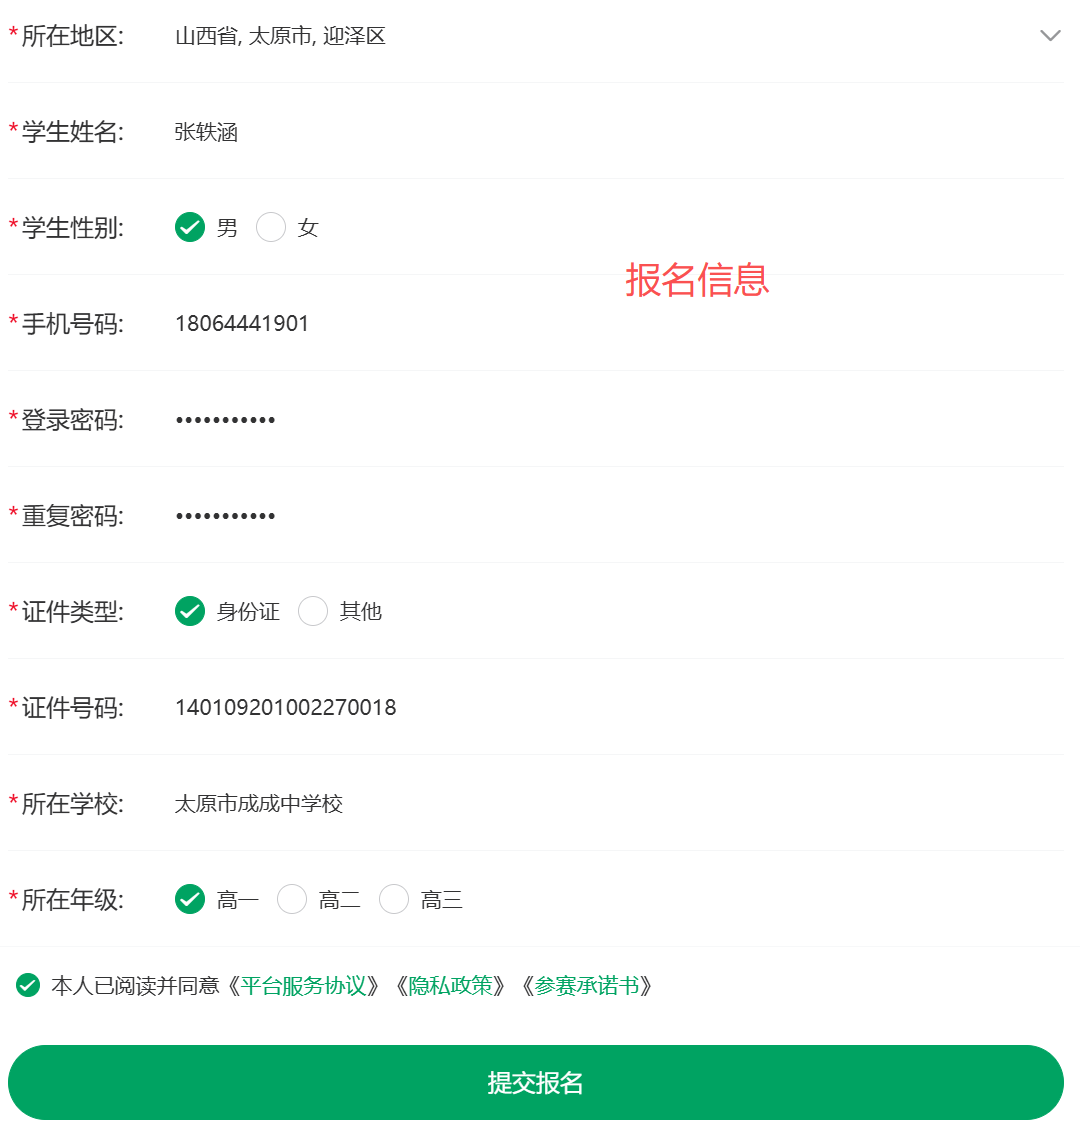 *所在地区: 山西省, 太原市, 迎泽区
*学生姓名: 张轶涵
*学生性别: 男 女
报名信息
*手机号码: 18064441901
*登录密码: •••••••••••
*重复密码: •••••••••••
*证件类型: 身份证 其他
*证件号码: 140109201002270018
*所在学校: 太原市成成中学校
*所在年级: 高一 高二 高三
本人已阅读并同意《平台服务协议》《隐私政策》《参赛承诺书》
提交报名